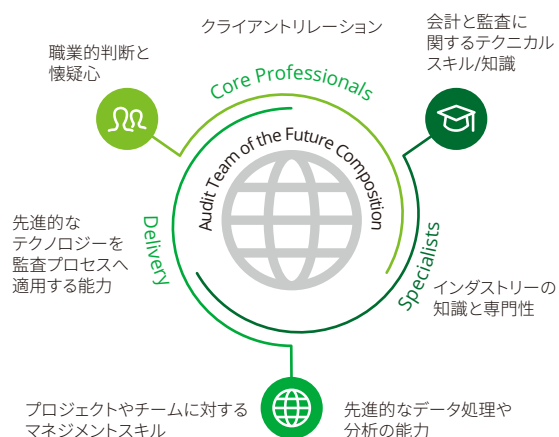 クライアントリレーション
会計と監査に
関するテクニカル
スキル/知識
職業的判断と
懐疑心
Core Professionals
Audit Team of the Future Composition
先進的な
テクノロジーを
監査プロセスへ
適用する能力
Delivery
Specialists
インダストリーの
知識と専門性
プロジェクトやチームに対する
マネジメントスキル
先進的なデータ処理や
分析の能力